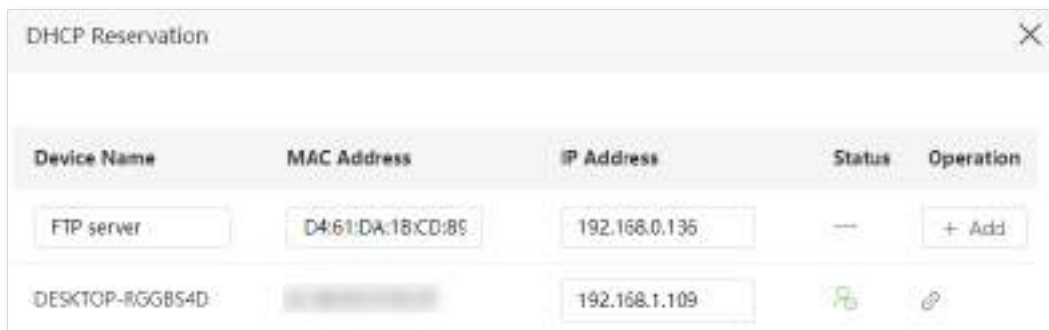 DHCP Reservation
Device Name MAC Address IP Address Status Operation
FTP server D4:61:DA:1B:CD:89 192.168.0.136 --- + Add
DESKTOP-RGGBS4D 192.168.1.109